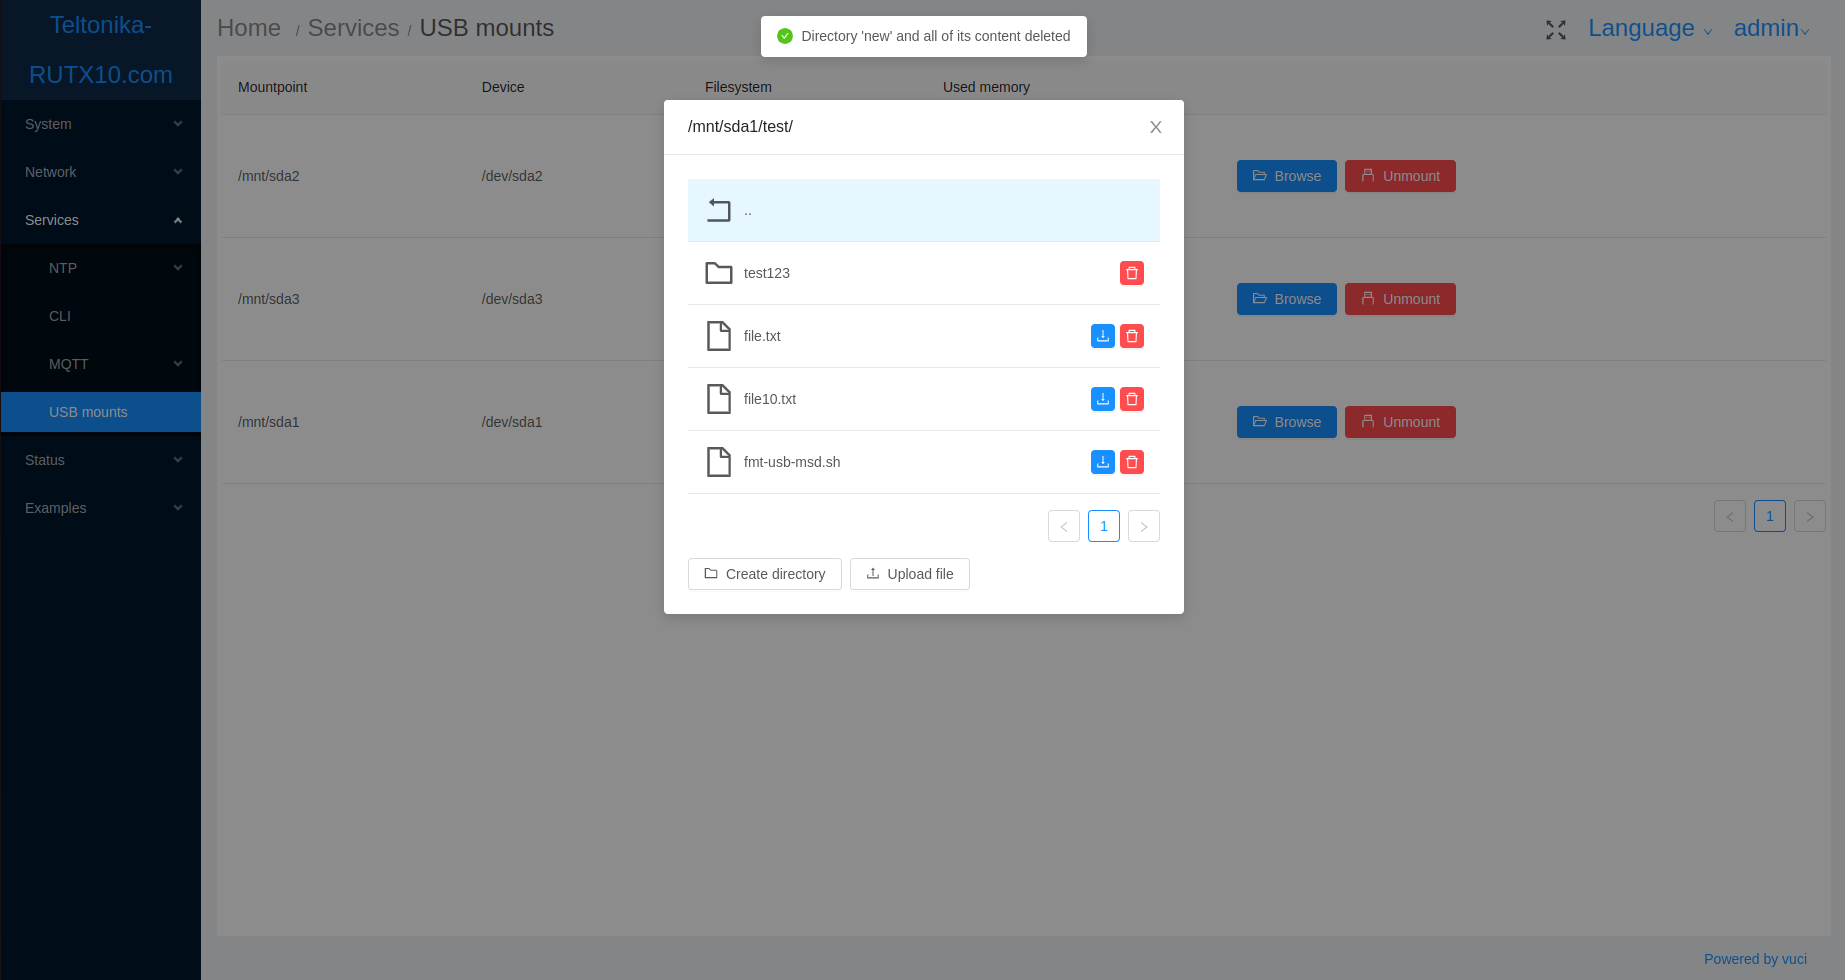 Teltonika-
RUTX10.com
System
Network
Services
NTP
CLI
MQTT
USB mounts
Status
Examples
Home / Services / USB mounts
Directory 'new' and all of its content deleted
Language
admin
Mountpoint Device Filesystem Used memory
/mnt/sda2 /dev/sda2 Browse Unmount
/mnt/sda3 /dev/sda3 Browse Unmount
/mnt/sda1 /dev/sda1 Browse Unmount
< 1 >
/mnt/sda1/test/ X
..
test123
file.txt
file10.txt
fmt-usb-msd.sh
< 1 >
Create directory Upload file
Powered by vuci